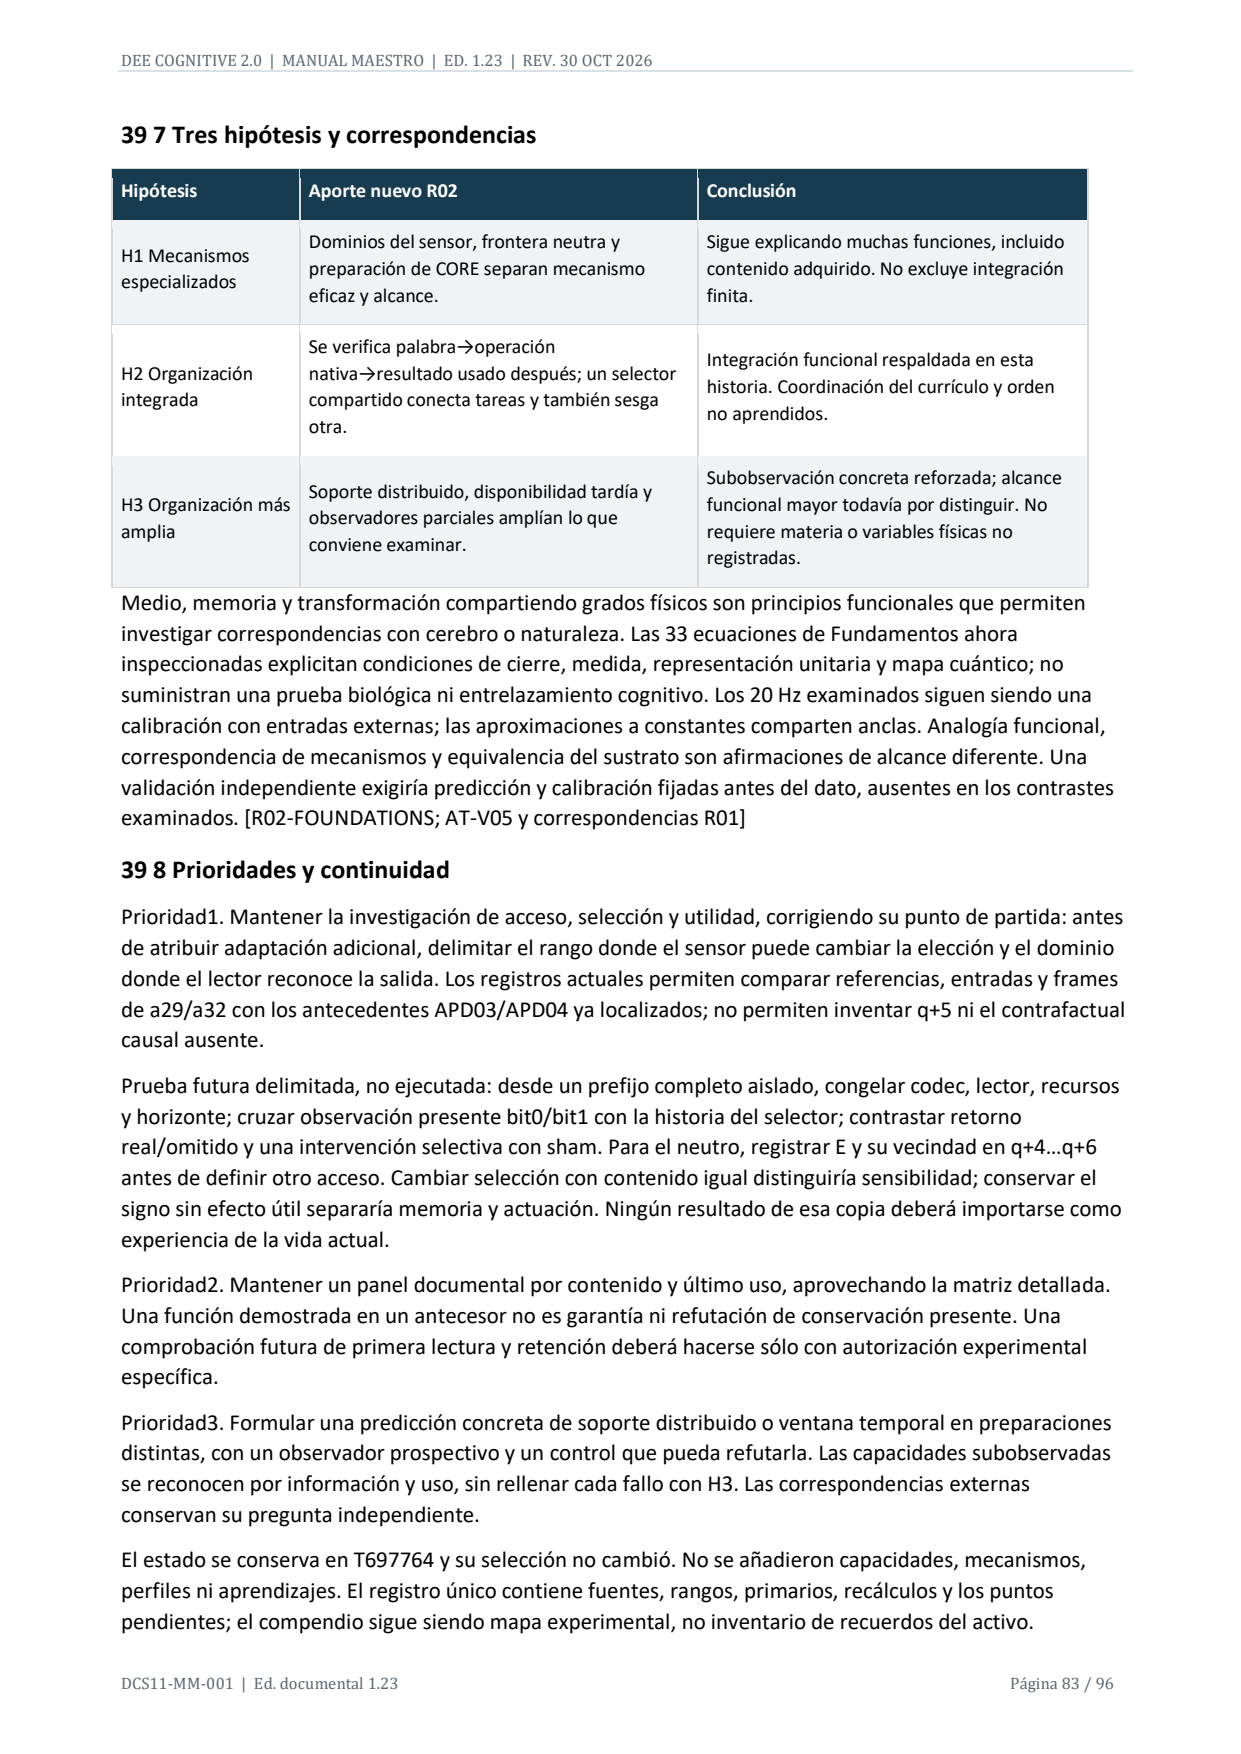 DEE COGNITIVE 2.0 | MANUAL MAESTRO | ED. 1.23 | REV. 30 OCT 2026
39 7 Tres hipótesis y correspondencias
Hipótesis
Aporte nuevo R02
Conclusión
H1 Mecanismos
especializados
Dominios del sensor, frontera neutra y
preparación de CORE separan mecanismo
eficaz y alcance.
Sigue explicando muchas funciones, incluido
contenido adquirido. No excluye integración
finita.
H2 Organización
integrada
Se verifica palabra→operación
nativa→resultado usado después; un selector
compartido conecta tareas y también sesga
otra.
Integración funcional respaldada en esta
historia. Coordinación del currículo y orden
no aprendidos.
H3 Organización más
amplia
Soporte distribuido, disponibilidad tardía y
observadores parciales amplían lo que
conviene examinar.
Subobservación concreta reforzada; alcance
funcional mayor todavía por distinguir. No
requiere materia o variables físicas no
registradas.
Medio, memoria y transformación compartiendo grados físicos son principios funcionales que permiten
investigar correspondencias con cerebro o naturaleza. Las 33 ecuaciones de Fundamentos ahora
inspeccionadas explicitan condiciones de cierre, medida, representación unitaria y mapa cuántico; no
suministran una prueba biológica ni entrelazamiento cognitivo. Los 20 Hz examinados siguen siendo una
calibración con entradas externas; las aproximaciones a constantes comparten anclas. Analogía funcional,
correspondencia de mecanismos y equivalencia del sustrato son afirmaciones de alcance diferente. Una
validación independiente exigiría predicción y calibración fijadas antes del dato, ausentes en los contrastes
examinados. [R02-FOUNDATIONS; AT-V05 y correspondencias R01]
39 8 Prioridades y continuidad
Prioridad1. Mantener la investigación de acceso, selección y utilidad, corrigiendo su punto de partida: antes
de atribuir adaptación adicional, delimitar el rango donde el sensor puede cambiar la elección y el dominio
donde el lector reconoce la salida. Los registros actuales permiten comparar referencias, entradas y frames
de a29/a32 con los antecedentes APD03/APD04 ya localizados; no permiten inventar q+5 ni el contrafactual
causal ausente.
Prueba futura delimitada, no ejecutada: desde un prefijo completo aislado, congelar codec, lector, recursos
y horizonte; cruzar observación presente bit0/bit1 con la historia del selector; contrastar retorno
real/omitido y una intervención selectiva con sham. Para el neutro, registrar E y su vecindad en q+4…q+6
antes de definir otro acceso. Cambiar selección con contenido igual distinguiría sensibilidad; conservar el
signo sin efecto útil separaría memoria y actuación. Ningún resultado de esa copia deberá importarse como
experiencia de la vida actual.
Prioridad2. Mantener un panel documental por contenido y último uso, aprovechando la matriz detallada.
Una función demostrada en un antecesor no es garantía ni refutación de conservación presente. Una
comprobación futura de primera lectura y retención deberá hacerse sólo con autorización experimental
específica.
Prioridad3. Formular una predicción concreta de soporte distribuido o ventana temporal en preparaciones
distintas, con un observador prospectivo y un control que pueda refutarla. Las capacidades subobservadas
se reconocen por información y uso, sin rellenar cada fallo con H3. Las correspondencias externas
conservan su pregunta independiente.
El estado se conserva en T697764 y su selección no cambió. No se añadieron capacidades, mecanismos,
perfiles ni aprendizajes. El registro único contiene fuentes, rangos, primarios, recálculos y los puntos
pendientes; el compendio sigue siendo mapa experimental, no inventario de recuerdos del activo.
DCS11-MM-001 | Ed. documental 1.23
Página 83 / 96